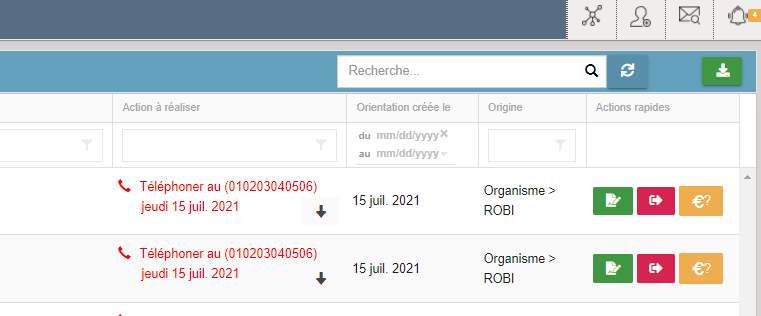 4
Recherche...
Action à réaliser
Orientation créée le
Origine
Actions rapides
du mm/dd/yyyy
au mm/dd/yyyy
Téléphoner au (010203040506)
jeudi 15 juil. 2021
15 juil. 2021
Organisme >
ROBI
€?
Téléphoner au (010203040506)
jeudi 15 juil. 2021
15 juil. 2021
Organisme >
ROBI
€?